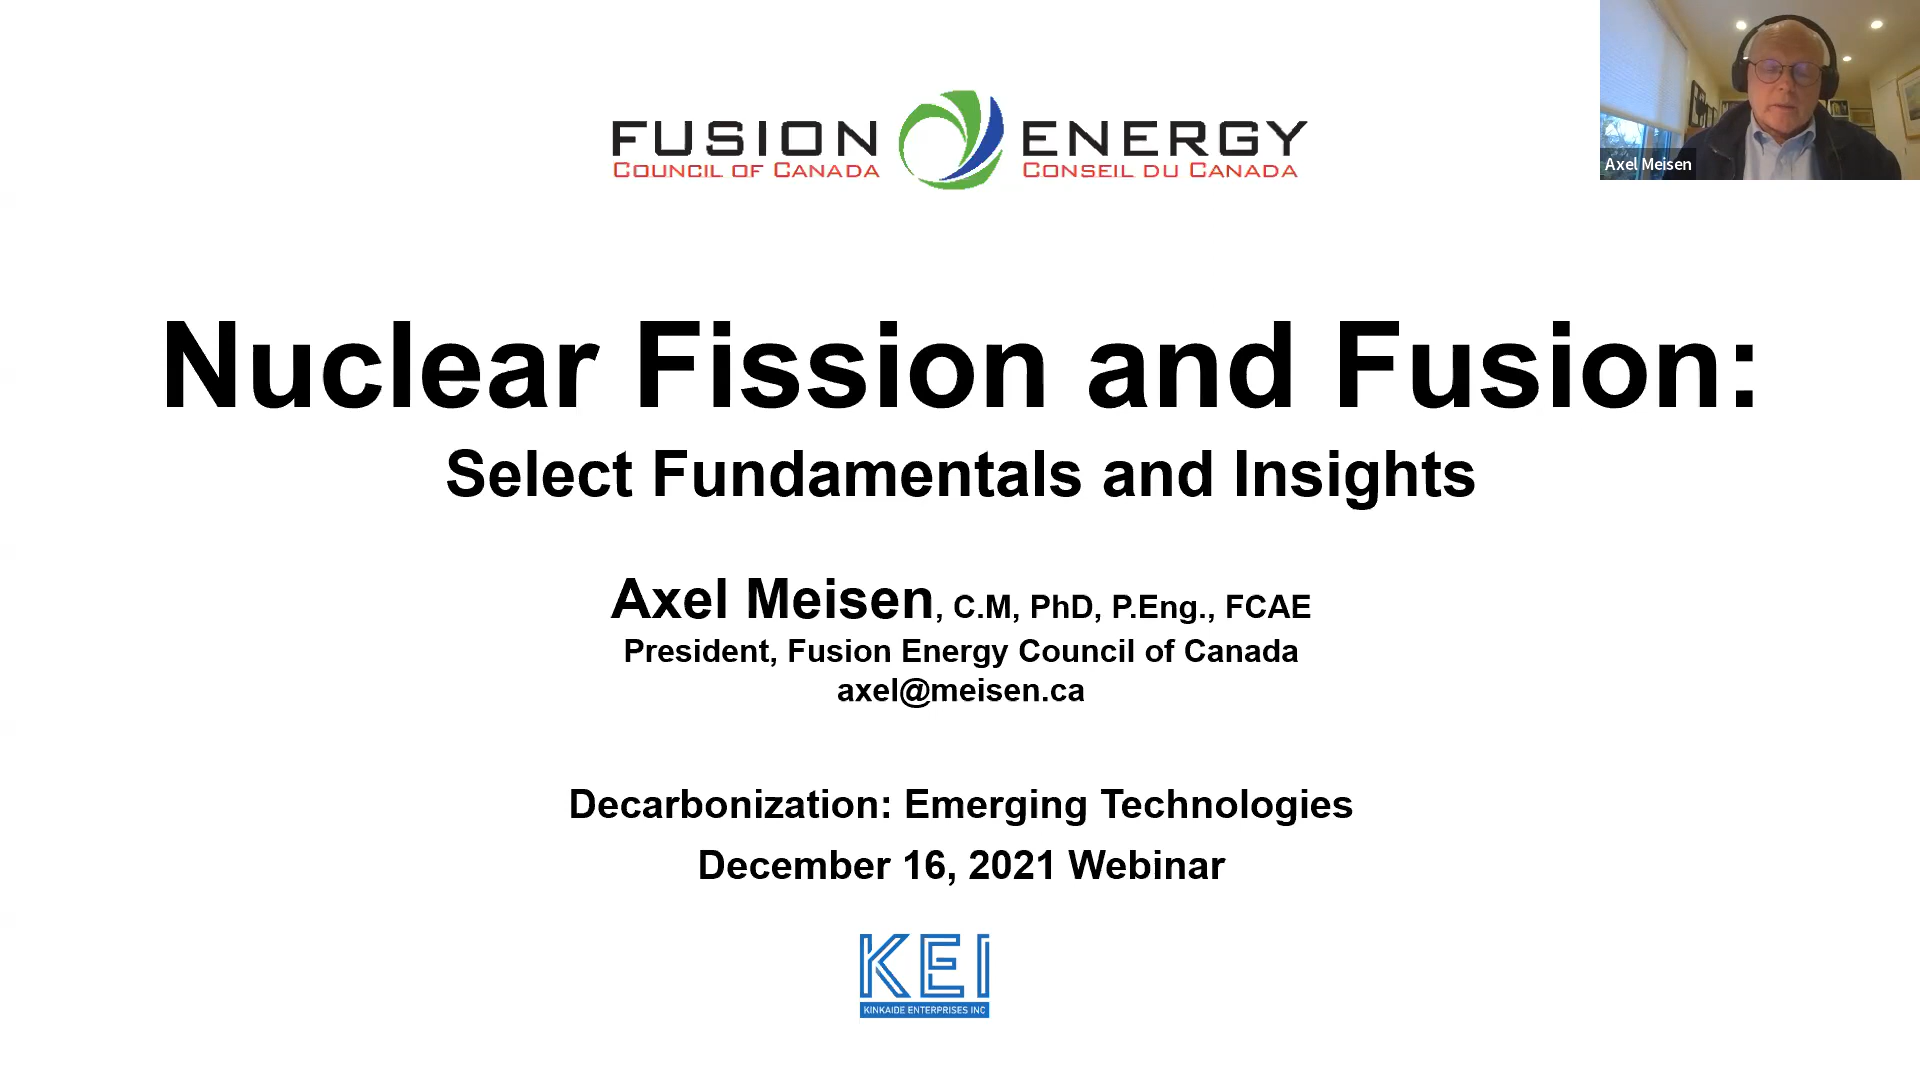 FUSION ENERGY
COUNCIL OF CANADA CONSEIL DU CANADA
Axel Meisen
Nuclear Fission and Fusion:
Select Fundamentals and Insights
Axel Meisen, C.M, PhD, P.Eng., FCAE
President, Fusion Energy Council of Canada
axel@meisen.ca
Decarbonization: Emerging Technologies
December 16, 2021 Webinar
KEI
KINKAIDE ENTERPRISES INC